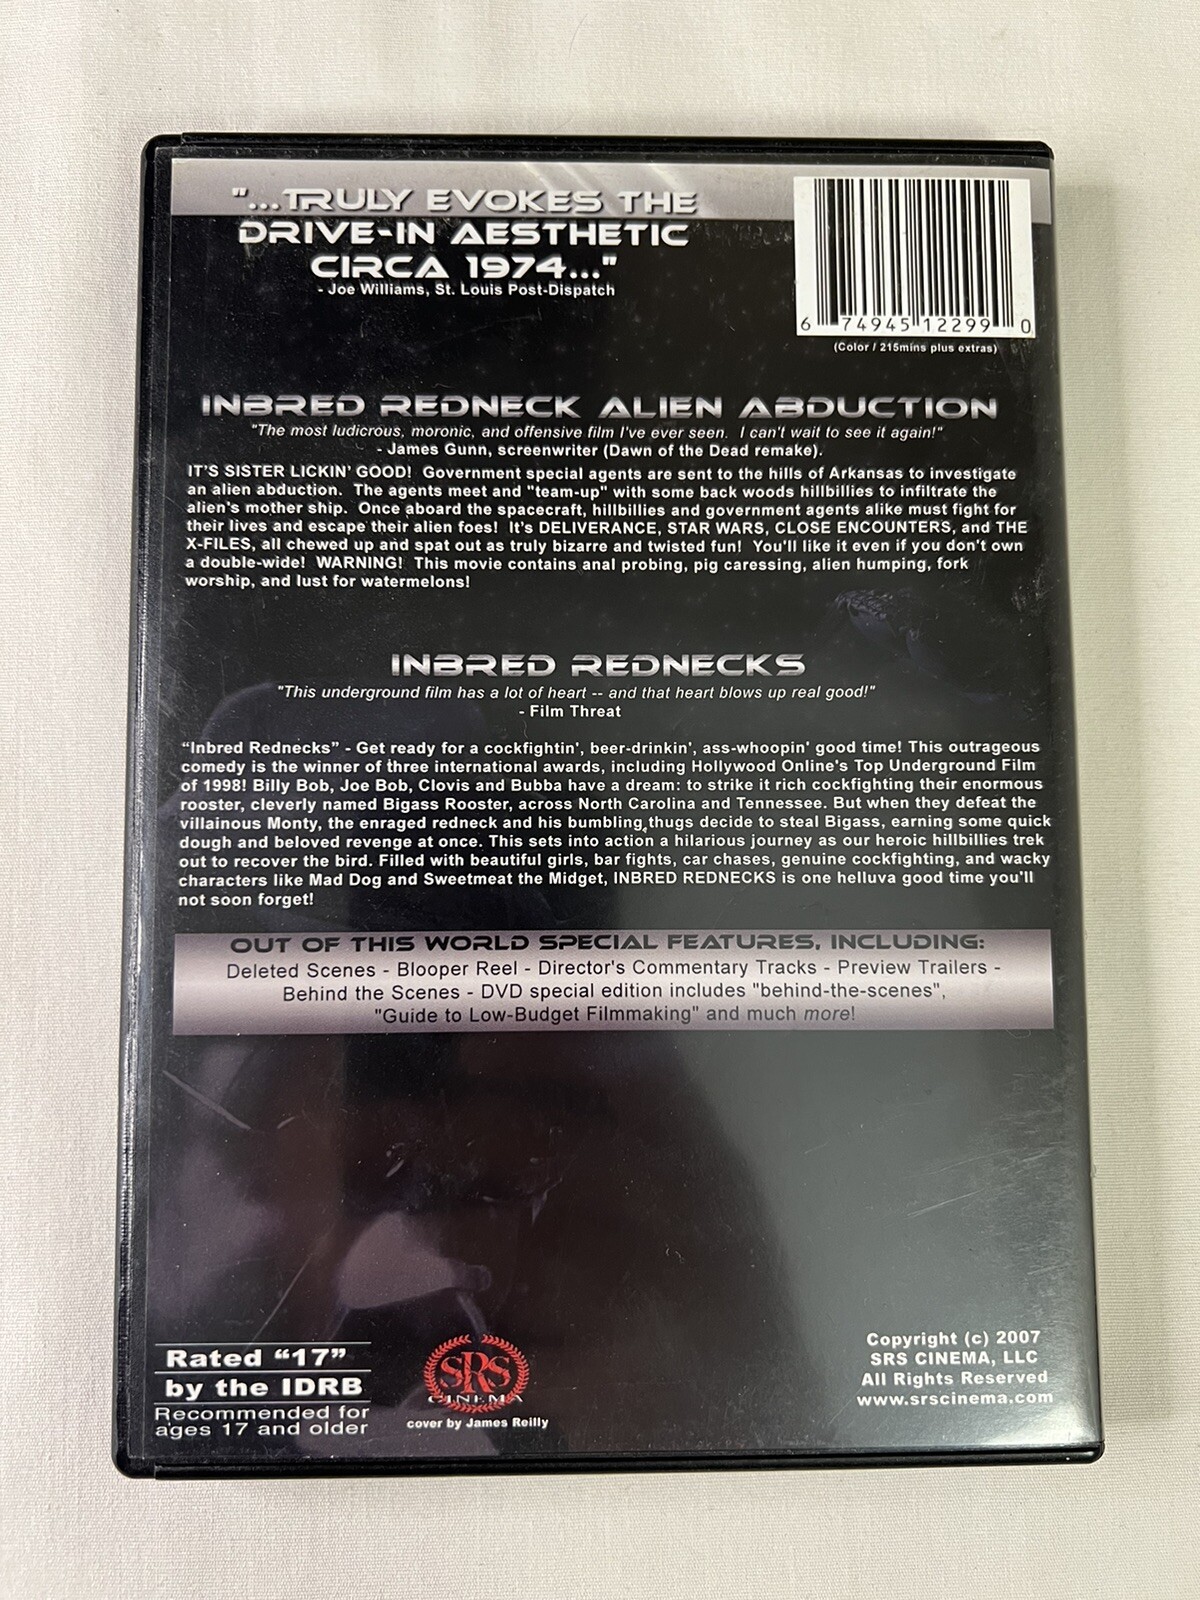 "...TRULY EVOKES THE
DRIVE-IN AESTHETIC
CIRCA 1974..."
- Joe Williams, St. Louis Post-Dispatch
6 74945 12299 0
(Color / 215mins plus extras)
INBRED REDNECK ALIEN ABDUCTION
"The most ludicrous, moronic, and offensive film I've ever seen. I can't wait to see it again!"
- James Gunn, screenwriter (Dawn of the Dead remake).
IT'S SISTER LICKIN' GOOD! Government special agents are sent to the hills of Arkansas to investigate
an alien abduction. The agents meet and "team-up" with some back woods hillbillies to infiltrate the
alien's mother ship. Once aboard the spacecraft, hillbillies and government agents alike must fight for
their lives and escape their alien foes! It's DELIVERANCE, STAR WARS, CLOSE ENCOUNTERS, and THE
X-FILES, all chewed up and spat out as truly bizarre and twisted fun! You'll like it even if you don't own
a double-wide! WARNING! This movie contains anal probing, pig caressing, alien humping, fork
worship, and lust for watermelons!
INBRED REDNECKS
"This underground film has a lot of heart -- and that heart blows up real good!"
- Film Threat
“Inbred Rednecks” - Get ready for a cockfightin', beer-drinkin', ass-whoopin' good time! This outrageous
comedy is the winner of three international awards, including Hollywood Online's Top Underground Film
of 1998! Billy Bob, Joe Bob, Clovis and Bubba have a dream: to strike it rich cockfighting their enormous
rooster, cleverly named Bigass Rooster, across North Carolina and Tennessee. But when they defeat the
villainous Monty, the enraged redneck and his bumbling thugs decide to steal Bigass, earning some quick
dough and beloved revenge at once. This sets into action a hilarious journey as our heroic hillbillies trek
out to recover the bird. Filled with beautiful girls, bar fights, car chases, genuine cockfighting, and wacky
characters like Mad Dog and Sweetmeat the Midget, INBRED REDNECKS is one helluva good time you'll
not soon forget!
OUT OF THIS WORLD SPECIAL FEATURES, INCLUDING:
Deleted Scenes - Blooper Reel - Director's Commentary Tracks - Preview Trailers -
Behind the Scenes - DVD special edition includes "behind-the-scenes",
"Guide to Low-Budget Filmmaking" and much more!
Rated “17”
by the IDRB
Recommended for
ages 17 and older
SRS
CINEMA
cover by James Reilly
Copyright (c) 2007
SRS CINEMA, LLC
All Rights Reserved
www.srscinema.com